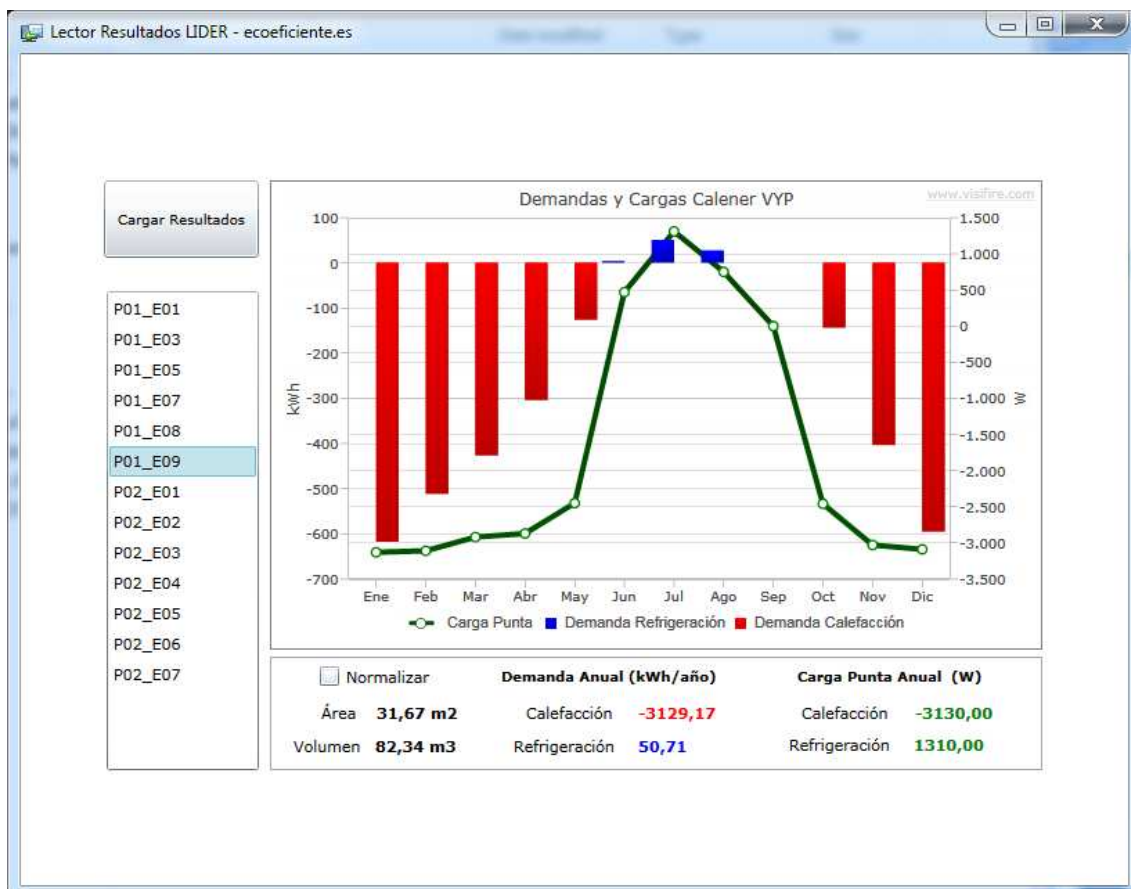 Lector Resultados LIDER - ecoeficiente.es
Date modified Type Size
Cargar Resultados
P01_E01
P01_E03
P01_E05
P01_E07
P01_E08
P01_E09
P02_E01
P02_E02
P02_E03
P02_E04
P02_E05
P02_E06
P02_E07
www.visifire.com
Demandas y Cargas Calener VYP
100
0
-100
-200
-300
-400
-500
-600
-700
kWh
1.500
1.000
500
0
-500
-1.000
-1.500
-2.000
-2.500
-3.000
-3.500
W
Ene Feb Mar Abr May Jun Jul Ago Sep Oct Nov Dic
Carga Punta Demanda Refrigeración Demanda Calefacción
Normalizar Demanda Anual (kWh/año) Carga Punta Anual (W)
Área 31,67 m2 Calefacción -3129,17 Calefacción -3130,00
Volumen 82,34 m3 Refrigeración 50,71 Refrigeración 1310,00